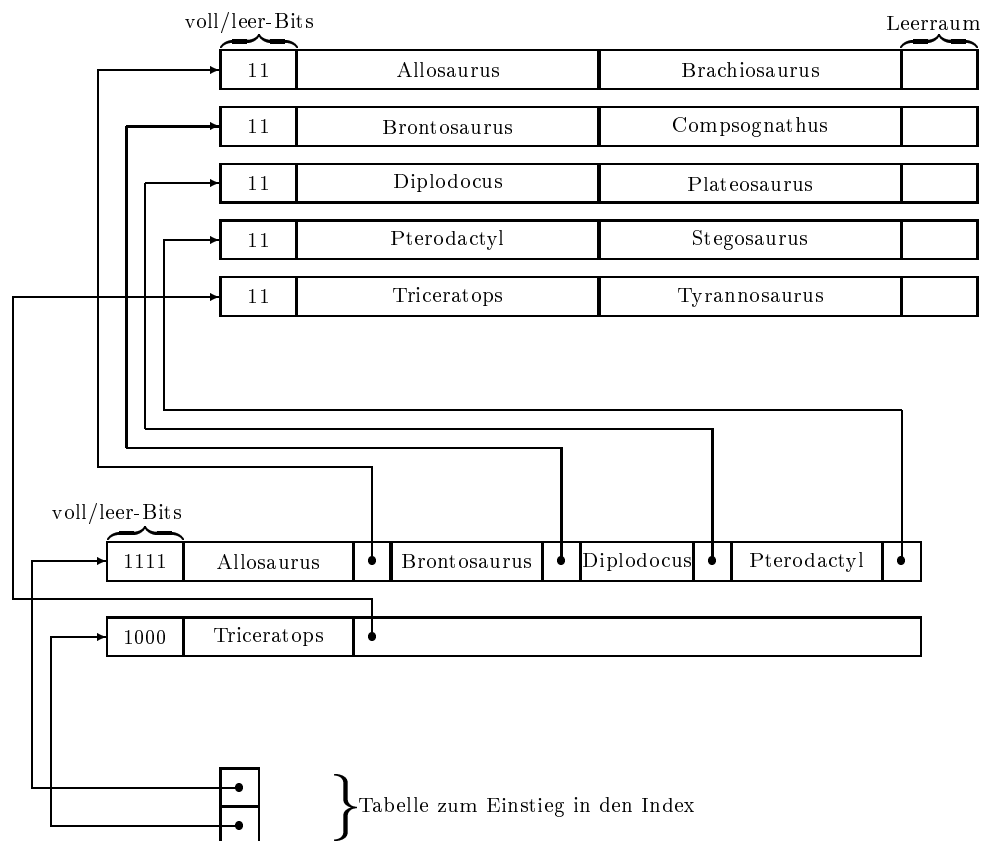 voll/leer-Bits Leerraum
11 Allosaurus Brachiosaurus
11 Brontosaurus Compsognathus
11 Diplodocus Plateosaurus
11 Pterodactyl Stegosaurus
11 Triceratops Tyrannosaurus
voll/leer-Bits
1111 Allosaurus Brontosaurus Diplodocus Pterodactyl
1000 Triceratops
Tabelle zum Einstieg in den Index